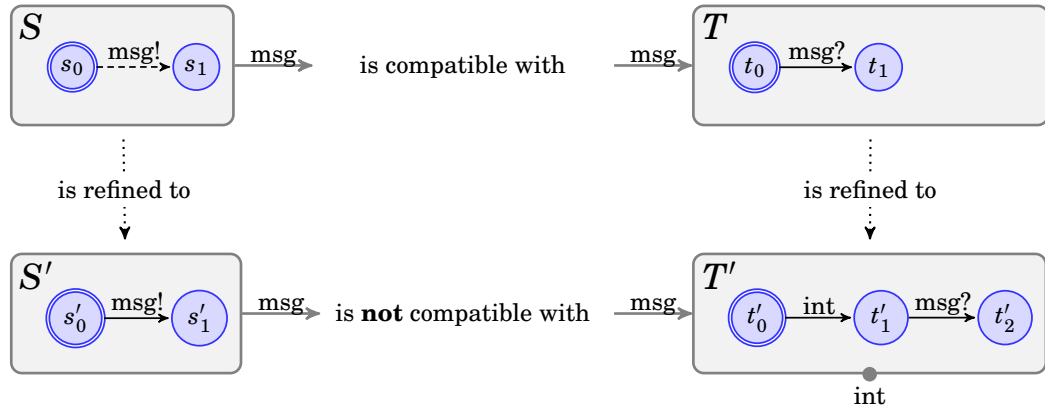 S
msg!
s0
s1
msg
is compatible with
msg
T
msg?
t0
t1
is refined to
is refined to
S′
msg!
s′0
s′1
msg
is not compatible with
msg
T′
int
msg?
t′0
t′1
t′2
int